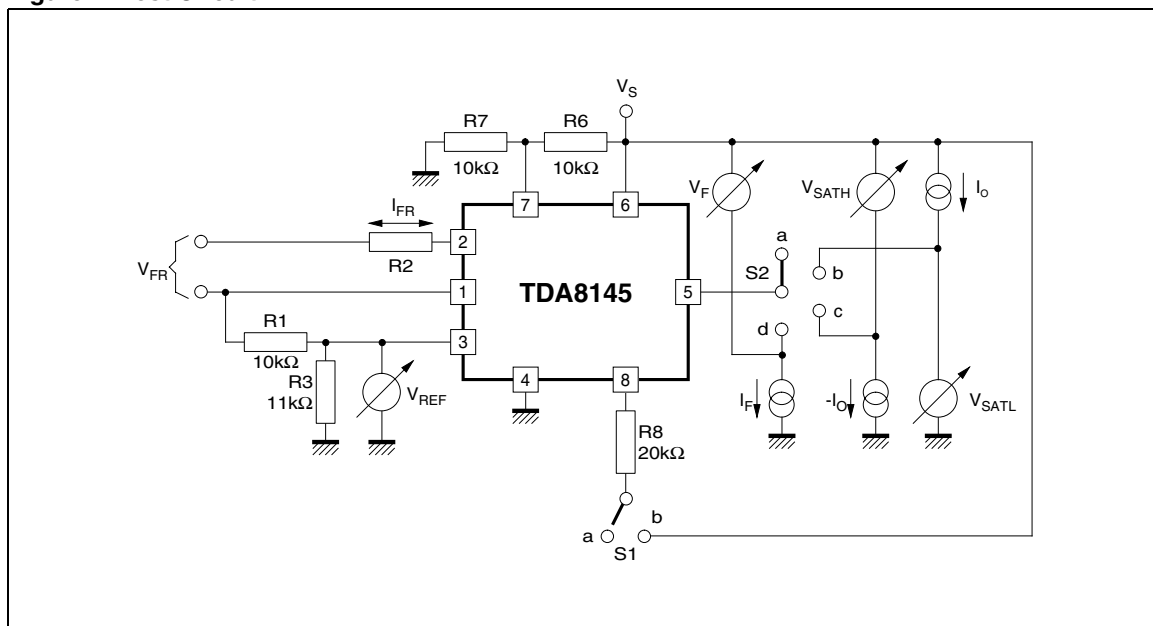 V_S
R7
R6
10kΩ
10kΩ
V_F
V_SATH
I_O
7
6
I_FR
2
R2
V_FR
a
S2
b
1
TDA8145
5
c
R1
d
3
10kΩ
R3
11kΩ
V_REF
4
8
I_F
-I_O
V_SATL
R8
20kΩ
a
b
S1